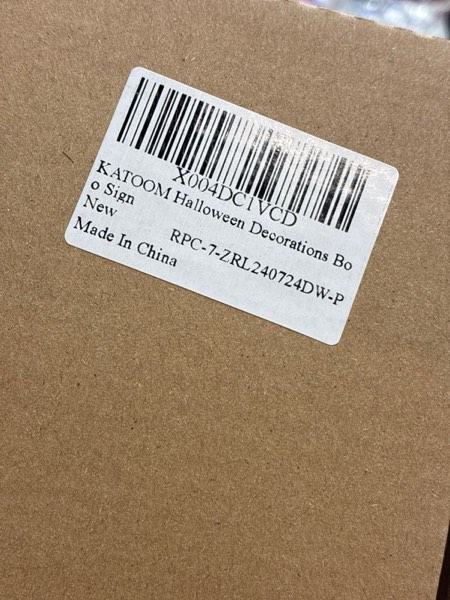 X004DC1VCD
KATOOM Halloween Decorations Bo
o Sign
New
RPC-7-ZRL240724DW-P
Made In China